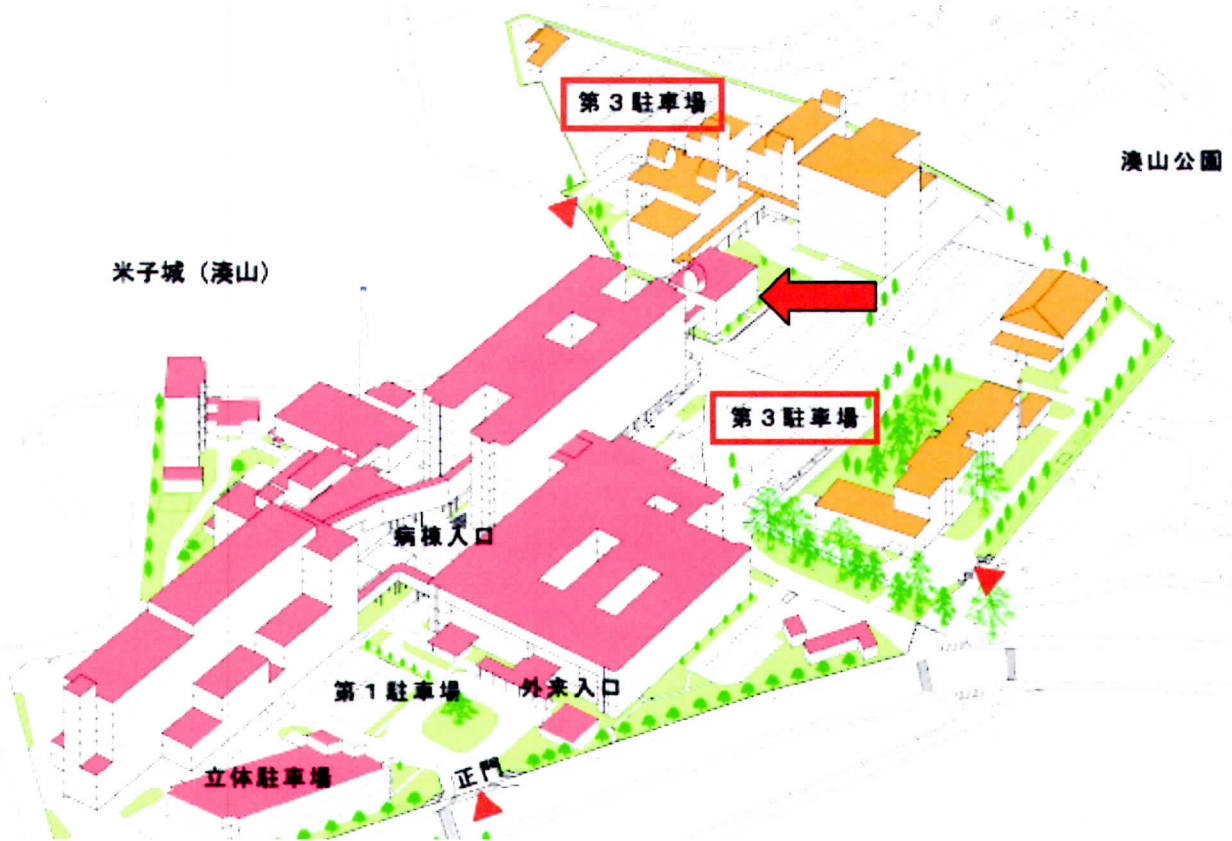 第３駐車場
湊山公園
米子城（湊山）
第３駐車場
病棟入口
第１駐車場
外来入口
立体駐車場
正門